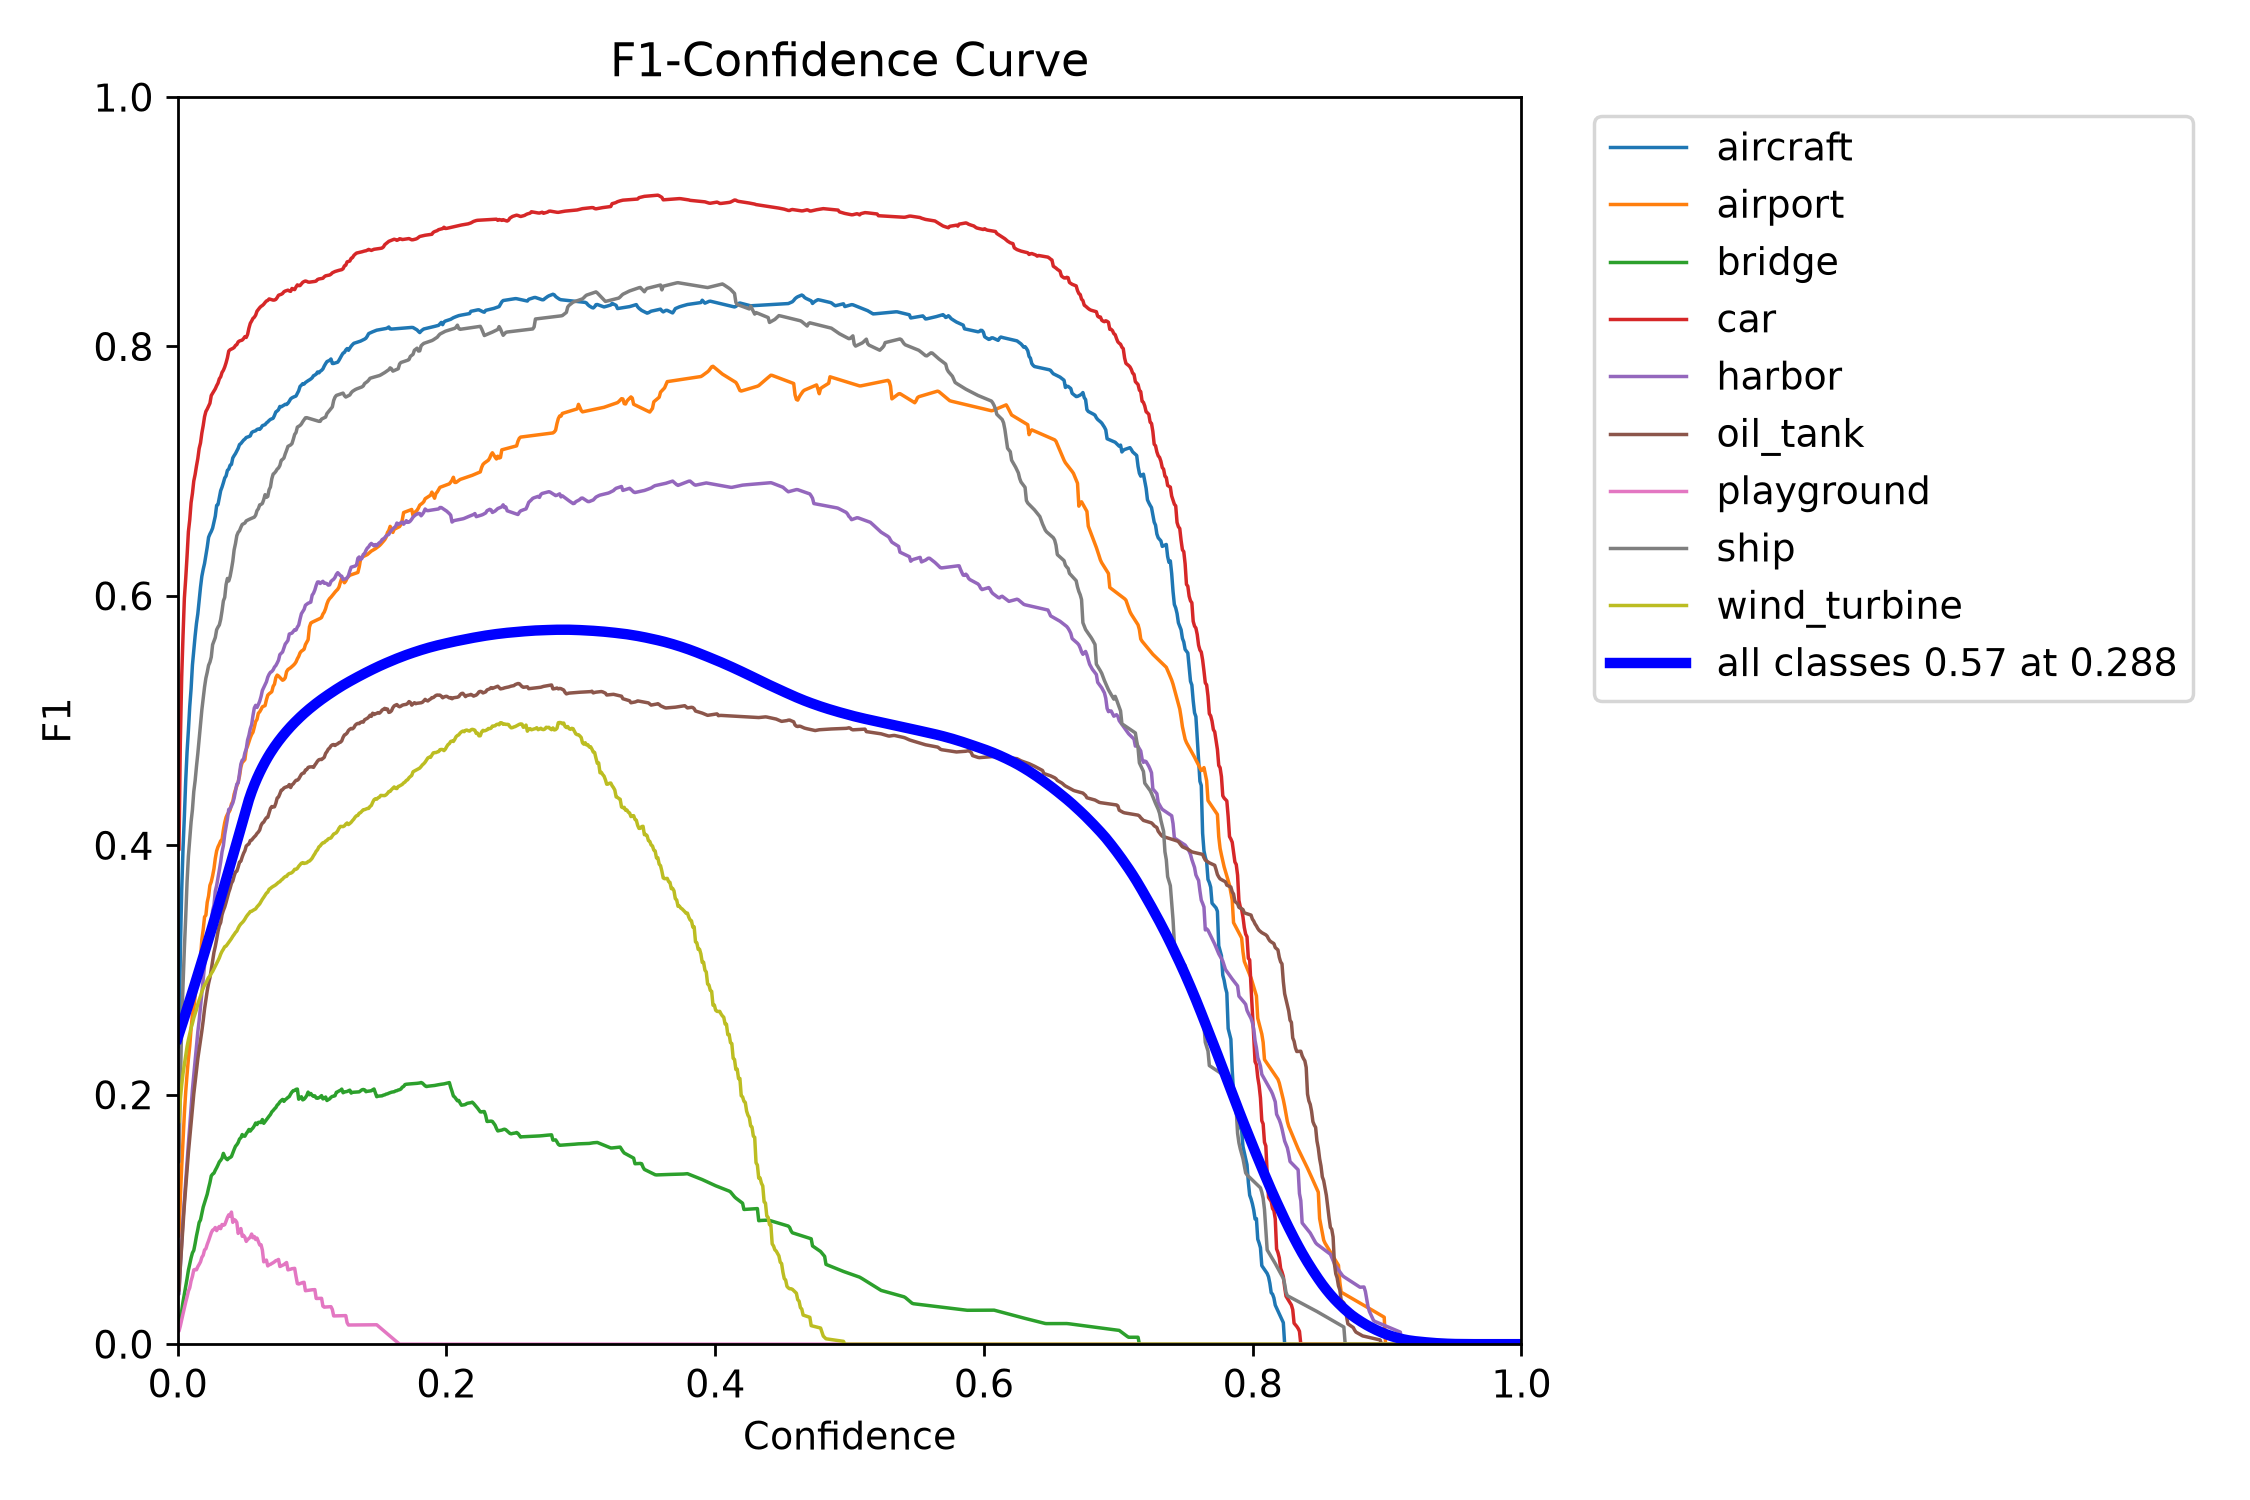 F1-Confidence Curve
1.0
0.8
0.6
0.4
0.2
0.0
F1
0.0 0.2 0.4 0.6 0.8 1.0
Confidence
aircraft
airport
bridge
car
harbor
oil_tank
playground
ship
wind_turbine
all classes 0.57 at 0.288